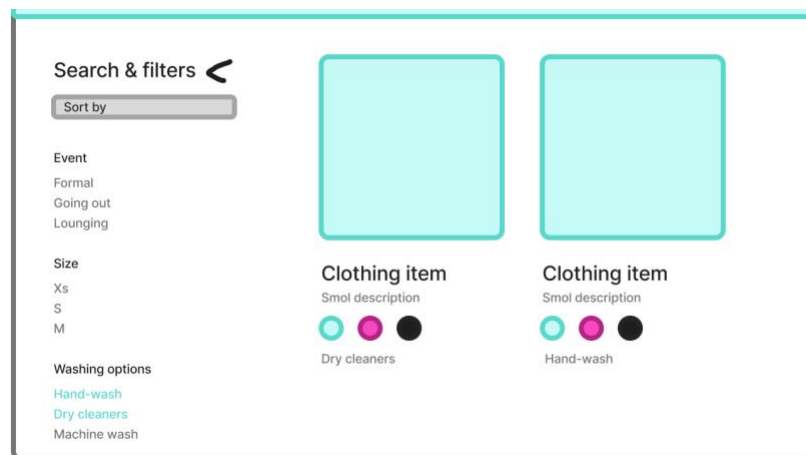 Search & filters
Sort by
Event
Formal
Going out
Lounging
Size
Xs
S
M
Washing options
Hand-wash
Dry cleaners
Machine wash
Clothing item
Smol description
Dry cleaners
Clothing item
Smol description
Hand-wash